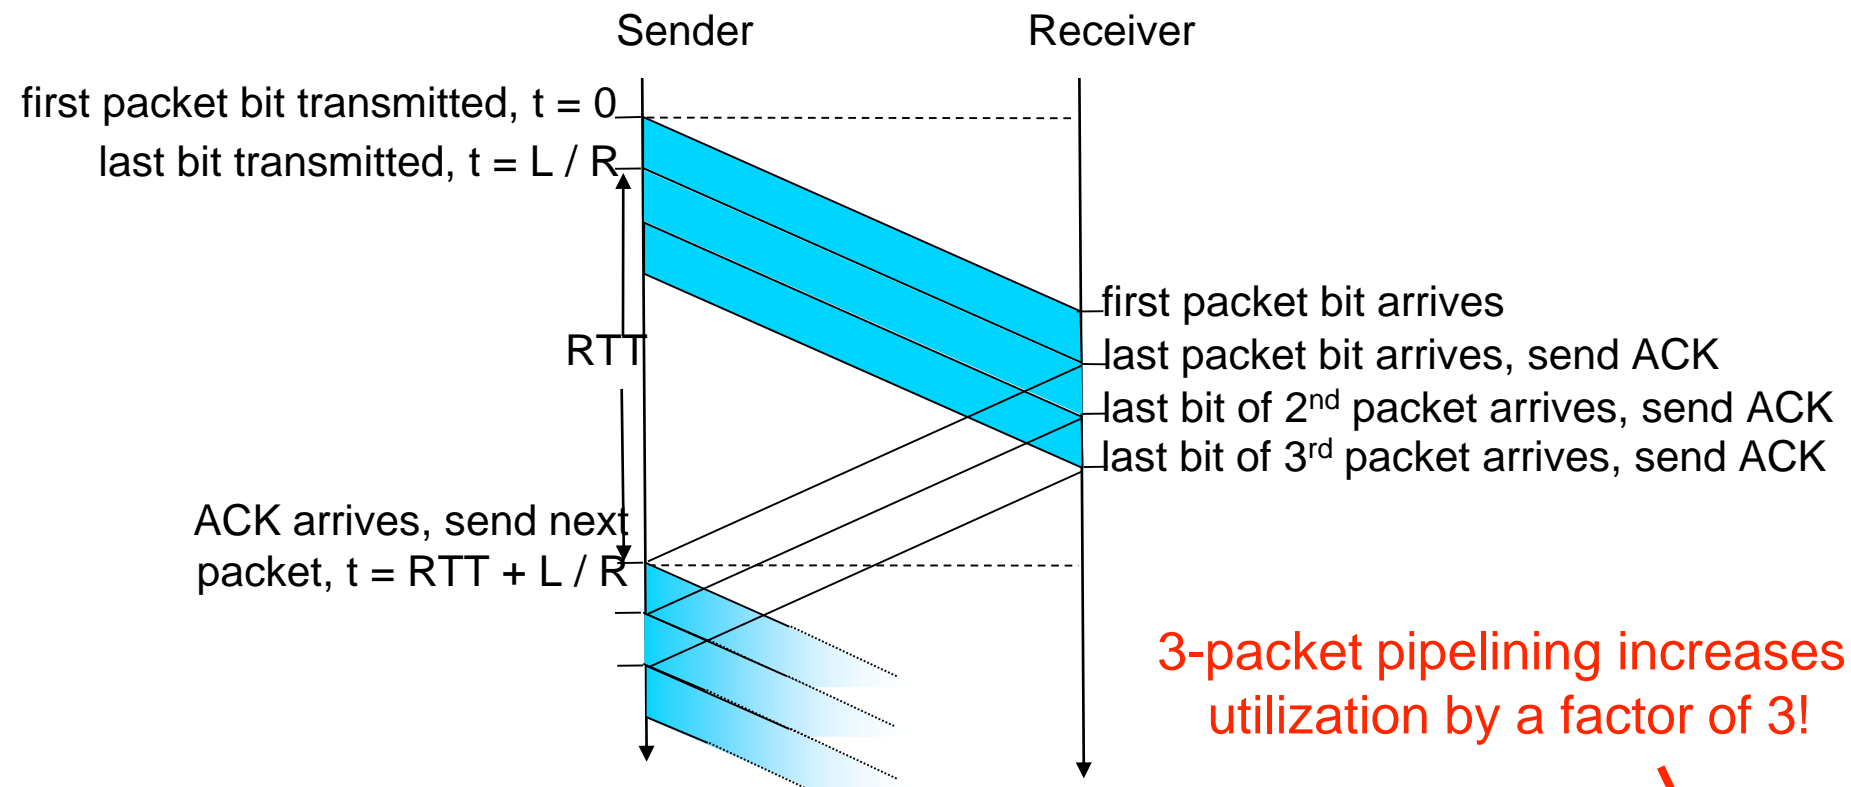 Sender
Receiver
first packet bit transmitted, t = 0
last bit transmitted, t = L / R
first packet bit arrives
RTT
last packet bit arrives, send ACK
last bit of 2nd packet arrives, send ACK
last bit of 3rd packet arrives, send ACK
ACK arrives, send next
packet, t = RTT + L / R
3-packet pipelining increases
utilization by a factor of 3!